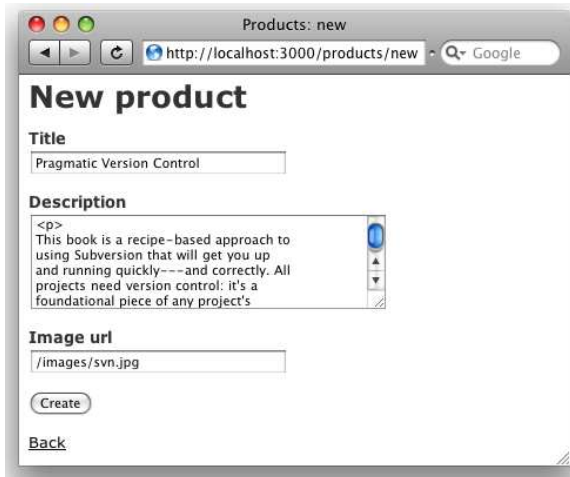 Products: new
http://localhost:3000/products/new
Google
New product
Title
Pragmatic Version Control
Description
<p>
This book is a recipe-based approach to
using Subversion that will get you up
and running quickly---and correctly. All
projects need version control: it's a
foundational piece of any project's
Image url
/images/svn.jpg
Create
Back